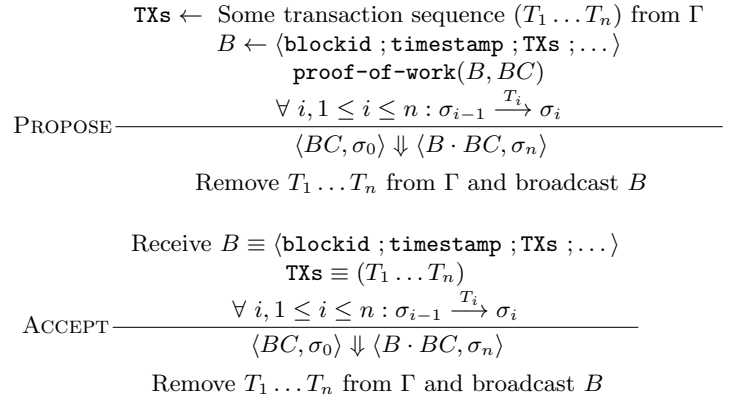 TXs ← Some transaction sequence (T₁ … Tₙ) from Γ
B ← ⟨blockid ; timestamp ; TXs ; …⟩
proof-of-work(B, BC)
∀ i, 1 ≤ i ≤ n : σᵢ₋₁ —Tᵢ→ σᵢ
PROPOSE
⟨BC, σ₀⟩ ⇓ ⟨B · BC, σₙ⟩
Remove T₁ … Tₙ from Γ and broadcast B
Receive B ≡ ⟨blockid ; timestamp ; TXs ; …⟩
TXs ≡ (T₁ … Tₙ)
∀ i, 1 ≤ i ≤ n : σᵢ₋₁ —Tᵢ→ σᵢ
ACCEPT
⟨BC, σ₀⟩ ⇓ ⟨B · BC, σₙ⟩
Remove T₁ … Tₙ from Γ and broadcast B